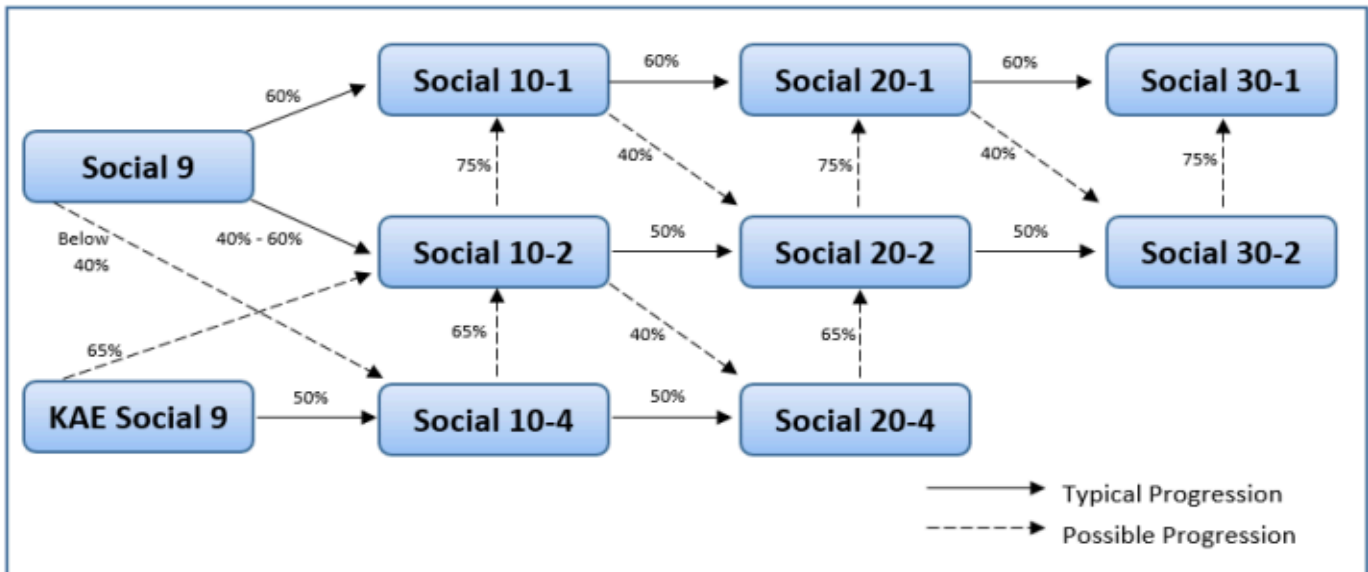 Social 10-1
60%
Social 20-1
60%
Social 30-1
60%
Social 9
75%
40%
75%
40%
75%
Below
40%
40% - 60%
Social 10-2
50%
Social 20-2
50%
Social 30-2
65%
65%
40%
65%
KAE Social 9
50%
Social 10-4
50%
Social 20-4
Typical Progression
Possible Progression